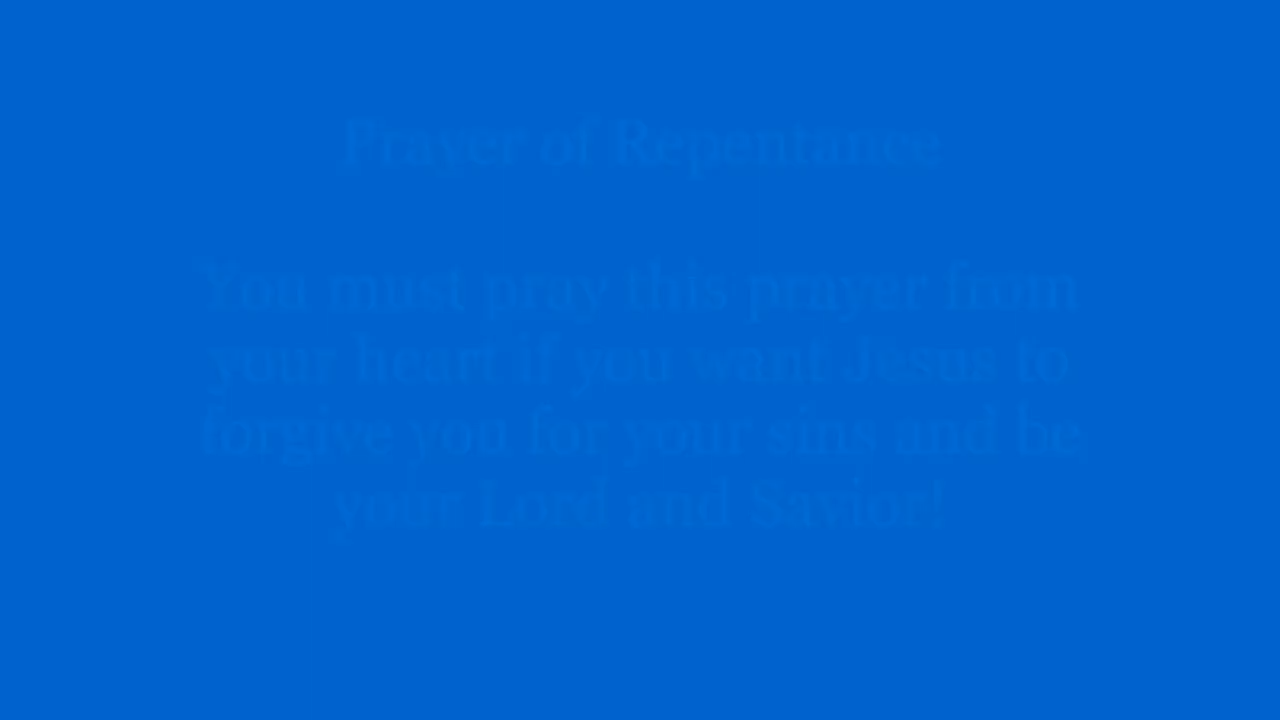 Prayer of Repentance
You must pray this prayer from
your heart if you want Jesus to
forgive you for your sins and be
your Lord and Savior!